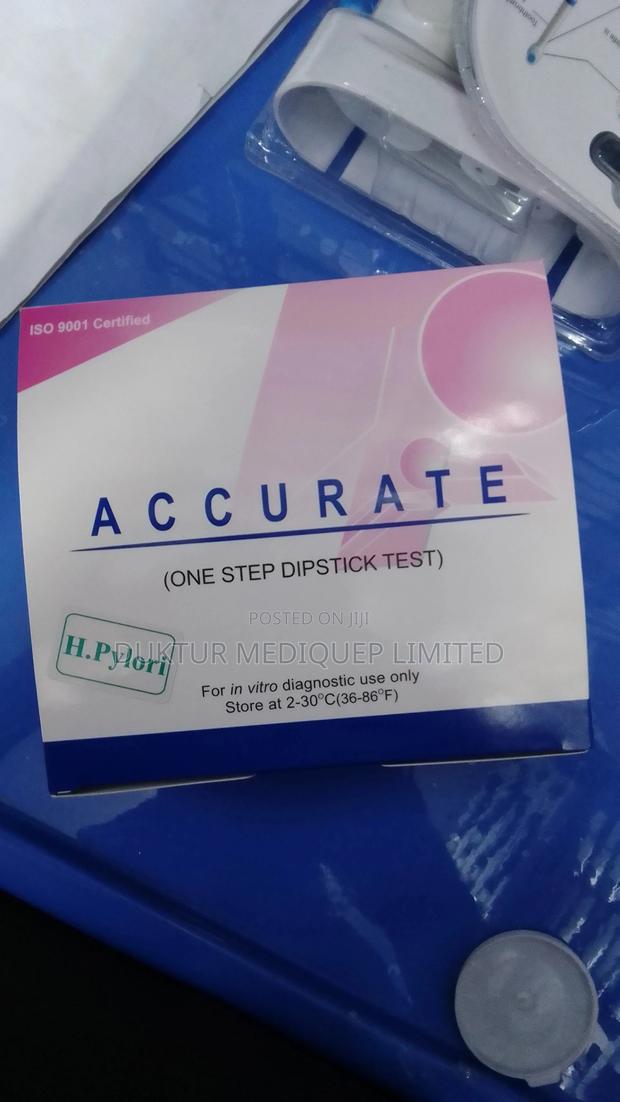 ISO 9001 Certified
ACCURATE
(ONE STEP DIPSTICK TEST)
POSTED ON JIJI
DUKTUR MEDIQUEP LIMITED
H.Pylori
For in vitro diagnostic use only
Store at 2-30°C(36-86°F)